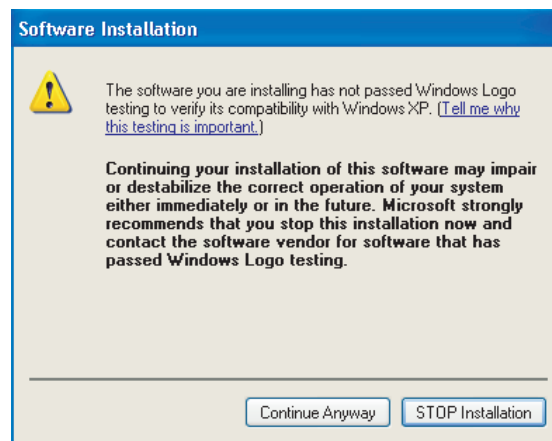 Software Installation
The software you are installing has not passed Windows Logo
testing to verify its compatibility with Windows XP. (Tell me why
this testing is important.)
Continuing your installation of this software may impair
or destabilize the correct operation of your system
either immediately or in the future. Microsoft strongly
recommends that you stop this installation now and
contact the software vendor for software that has
passed Windows Logo testing.
Continue Anyway
STOP Installation